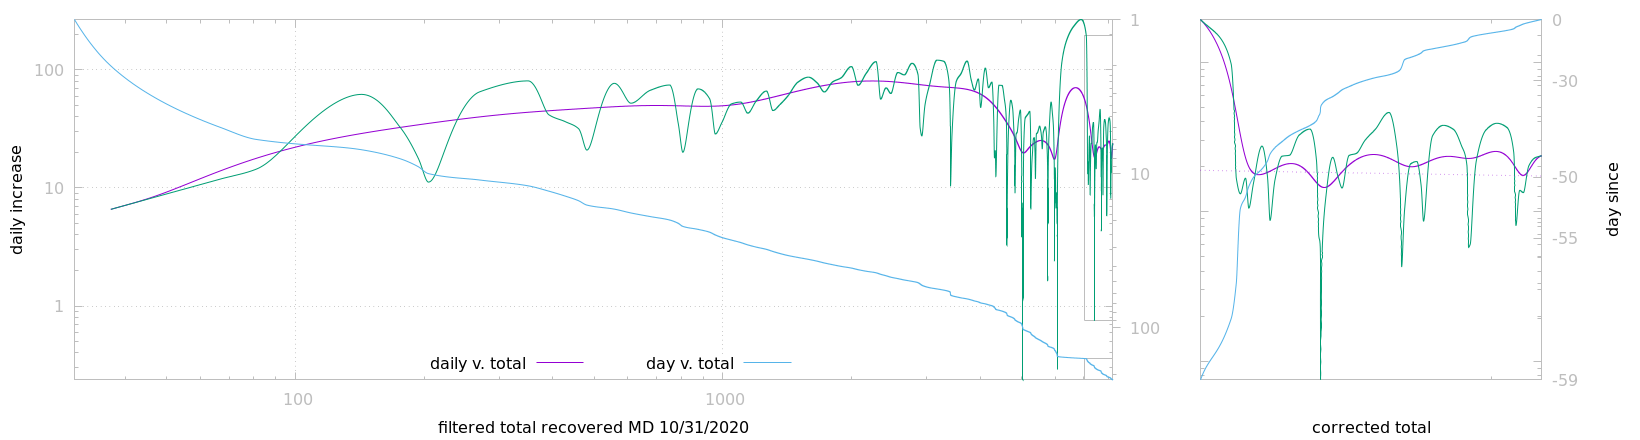 daily increase
100
10
1
100
1000
daily v. total
day v. total
filtered total recovered MD 10/31/2020
1
10
100
0
-30
-50
-55
-59
day since
corrected total